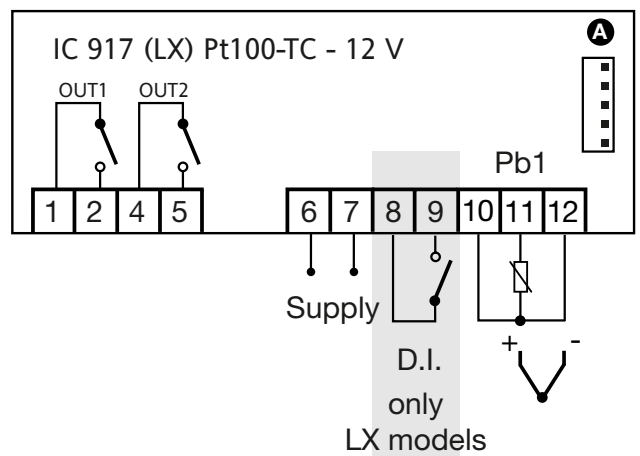 A
IC 917 (LX) Pt100-TC - 12 V
OUT1 OUT2
Pb1
1 2 4 5 6 7 8 9 10 11 12
Supply
+ -
D.I.
only
LX models